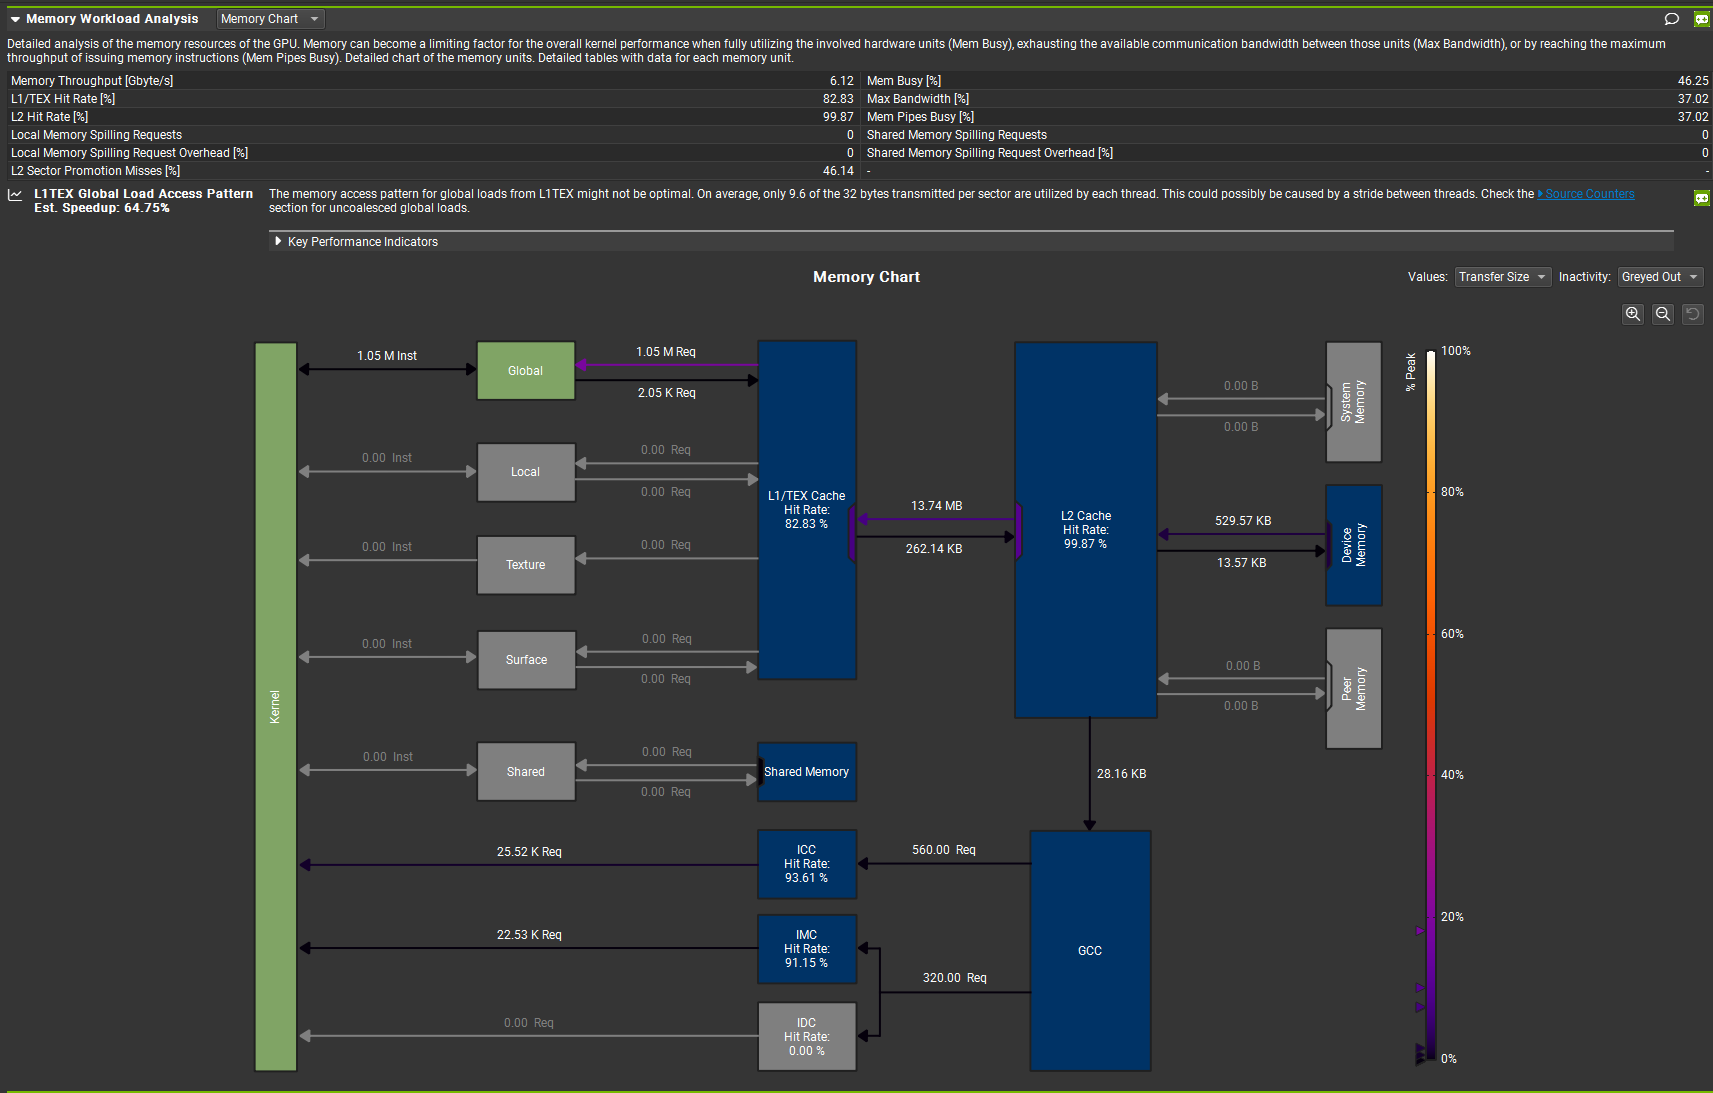 Memory Workload Analysis
Memory Chart
Detailed analysis of the memory resources of the GPU. Memory can become a limiting factor for the overall kernel performance when fully utilizing the involved hardware units (Mem Busy), exhausting the available communication bandwidth between those units (Max Bandwidth), or by reaching the maximum
throughput of issuing memory instructions (Mem Pipes Busy). Detailed chart of the memory units. Detailed tables with data for each memory unit.
Memory Throughput [Gbyte/s] 6.12 Mem Busy [%] 46.25
L1/TEX Hit Rate [%] 82.83 Max Bandwidth [%] 37.02
L2 Hit Rate [%] 99.87 Mem Pipes Busy [%] 37.02
Local Memory Spilling Requests 0 Shared Memory Spilling Requests 0
Local Memory Spilling Request Overhead [%] 0 Shared Memory Spilling Request Overhead [%] 0
L2 Sector Promotion Misses [%] 46.14 - -
L1TEX Global Load Access Pattern
Est. Speedup: 64.75%
The memory access pattern for global loads from L1TEX might not be optimal. On average, only 9.6 of the 32 bytes transmitted per sector are utilized by each thread. This could possibly be caused by a stride between threads. Check the Source Counters
section for uncoalesced global loads.
Key Performance Indicators
Memory Chart
Values: Transfer Size Inactivity: Greyed Out
Kernel
1.05 M Inst
Global
1.05 M Req
2.05 K Req
0.00 Inst
Local
0.00 Req
0.00 Req
0.00 Inst
Texture
0.00 Req
0.00 Inst
Surface
0.00 Req
0.00 Req
L1/TEX Cache
Hit Rate:
82.83 %
13.74 MB
262.14 KB
L2 Cache
Hit Rate:
99.87 %
0.00 B
0.00 B
System
Memory
529.57 KB
13.57 KB
Device
Memory
0.00 B
0.00 B
Peer
Memory
0.00 Inst
Shared
0.00 Req
0.00 Req
Shared Memory
28.16 KB
25.52 K Req
ICC
Hit Rate:
93.61 %
560.00 Req
22.53 K Req
IMC
Hit Rate:
91.15 %
320.00 Req
GCC
0.00 Req
IDC
Hit Rate:
0.00 %
% Peak
100%
80%
60%
40%
20%
0%